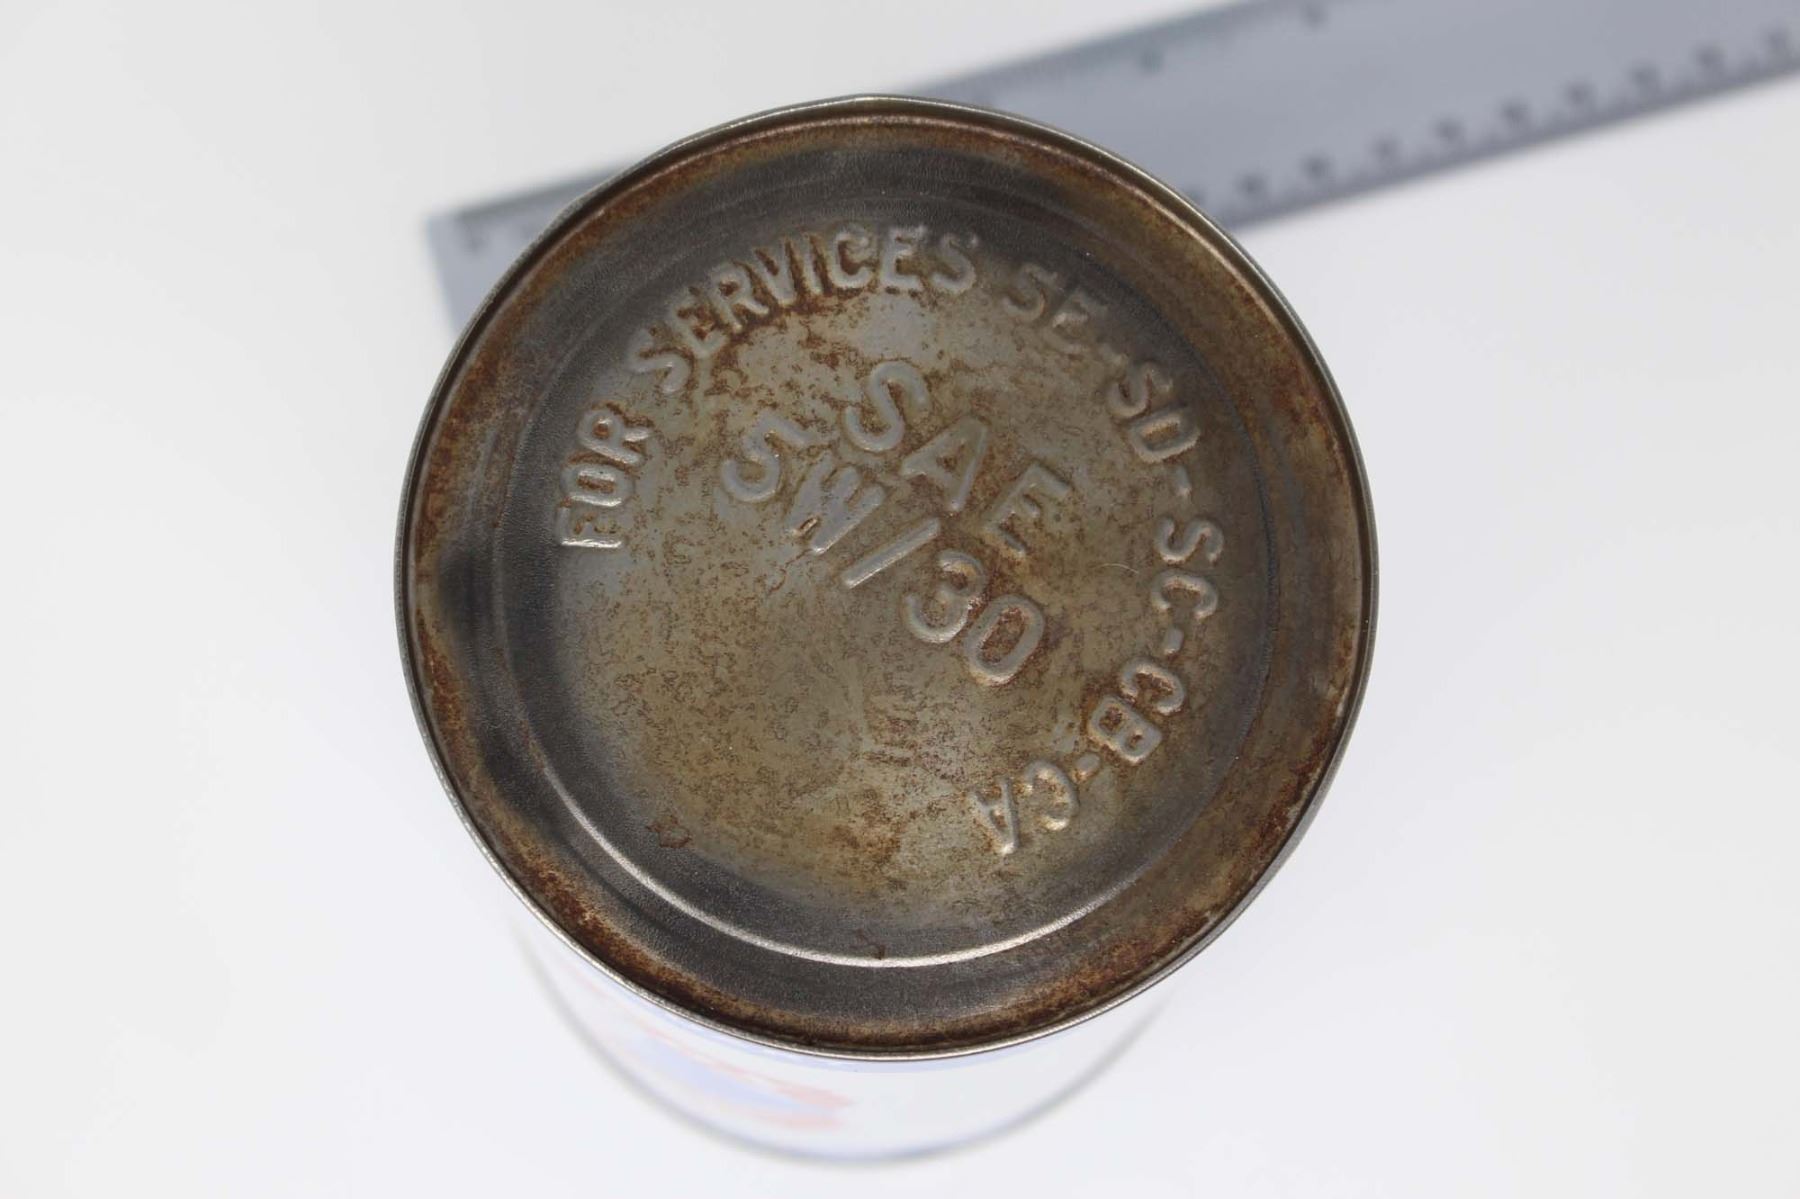 FOR SERVICES SE-SD-SC-CB-CA
SAE
5W/30